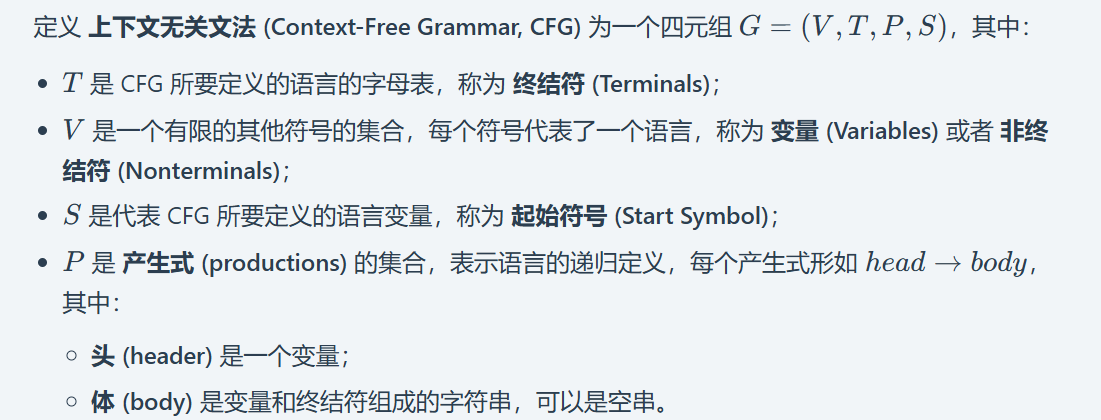 定义 上下文无关文法 (Context-Free Grammar, CFG) 为一个四元组 G = (V, T, P, S)，其中：
• T 是 CFG 所要定义的语言的字母表，称为 终结符 (Terminals)；
• V 是一个有限的其他符号的集合，每个符号代表了一个语言，称为 变量 (Variables) 或者 非终
结符 (Nonterminals)；
• S 是代表 CFG 所要定义的语言变量，称为 起始符号 (Start Symbol)；
• P 是 产生式 (productions) 的集合，表示语言的递归定义，每个产生式形如 head → body，
其中：
◦ 头 (header) 是一个变量；
◦ 体 (body) 是变量和终结符组成的字符串，可以是空串。